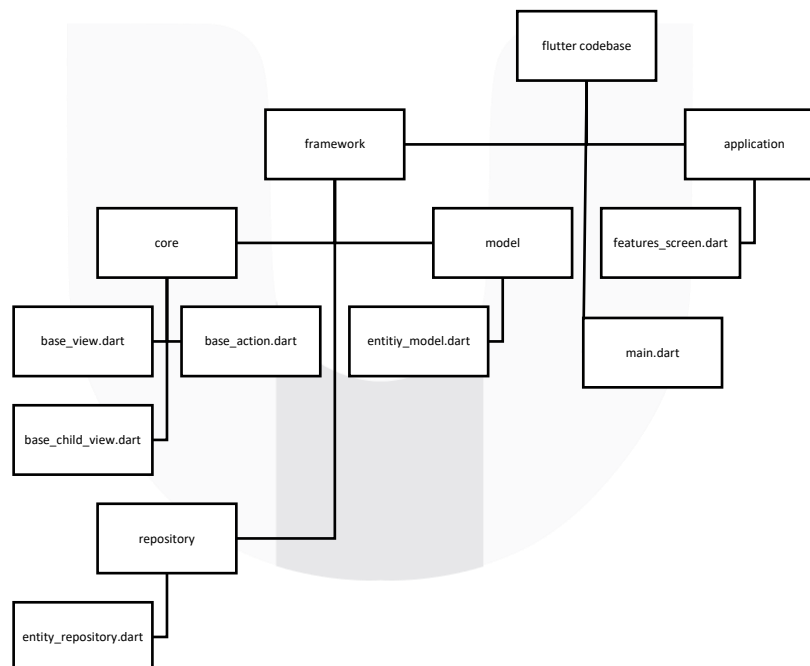 flutter codebase
framework
application
core
model
features_screen.dart
base_view.dart
base_action.dart
entitiy_model.dart
main.dart
base_child_view.dart
repository
entity_repository.dart